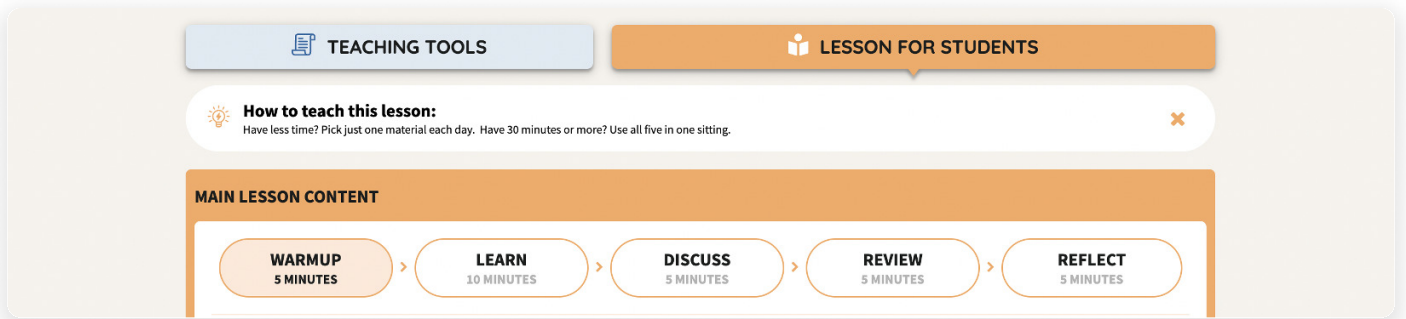 TEACHING TOOLS
LESSON FOR STUDENTS
How to teach this lesson:
Have less time? Pick just one material each day. Have 30 minutes or more? Use all five in one sitting.
MAIN LESSON CONTENT
WARMUP
5 MINUTES
LEARN
10 MINUTES
DISCUSS
5 MINUTES
REVIEW
5 MINUTES
REFLECT
5 MINUTES